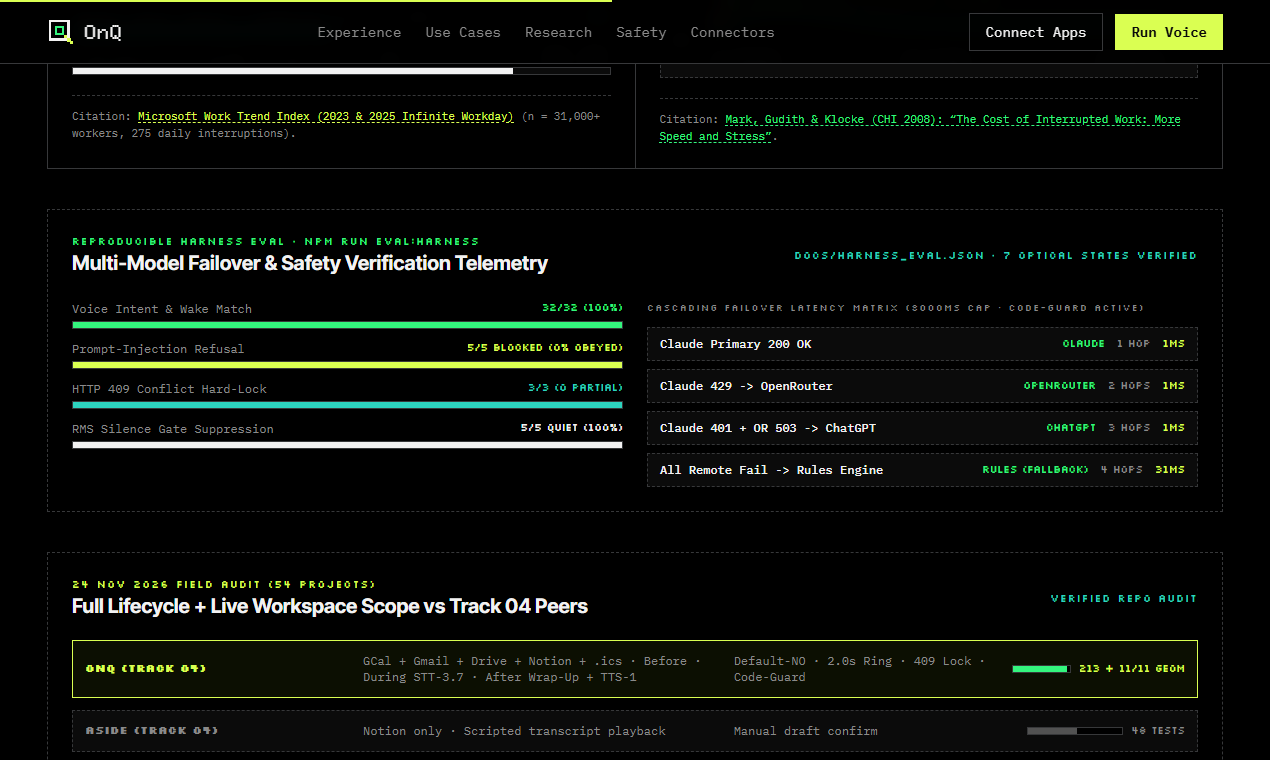 OnQ
Experience Use Cases Research Safety Connectors
Connect Apps Run Voice
Citation: Microsoft Work Trend Index (2023 & 2025 Infinite Workday) (n = 31,000+
workers, 275 daily interruptions).
Citation: Mark, Gudith & Klocke (CHI 2008): “The Cost of Interrupted Work: More
Speed and Stress”.
REPRODUCIBLE HARNESS EVAL · NPM RUN EVAL:HARNESS
Multi-Model Failover & Safety Verification Telemetry
DOCS/HARNESS_EVAL.JSON · 7 OPTICAL STATES VERIFIED
Voice Intent & Wake Match 32/32 (100%)
Prompt-Injection Refusal 5/5 BLOCKED (0% OBEYED)
HTTP 409 Conflict Hard-Lock 3/3 (0 PARTIAL)
RMS Silence Gate Suppression 5/5 QUIET (100%)
CASCADING FAILOVER LATENCY MATRIX (8000MS CAP · CODE-GUARD ACTIVE)
Claude Primary 200 OK CLAUDE 1 HOP 1MS
Claude 429 -> OpenRouter OPENROUTER 2 HOPS 1MS
Claude 401 + OR 503 -> ChatGPT CHATGPT 3 HOPS 1MS
All Remote Fail -> Rules Engine RULES (FALLBACK) 4 HOPS 31MS
24 NOV 2026 FIELD AUDIT (54 PROJECTS)
Full Lifecycle + Live Workspace Scope vs Track 04 Peers
VERIFIED REPO AUDIT
ONQ (TRACK 04)
GCal + Gmail + Drive + Notion + .ics · Before ·
During STT-3.7 · After Wrap-Up + TTS-1
Default-NO · 2.0s Ring · 409 Lock ·
Code-Guard
213 + 11/11 GEOM
ASIDE (TRACK 04) Notion only · Scripted transcript playback Manual draft confirm 40 TESTS